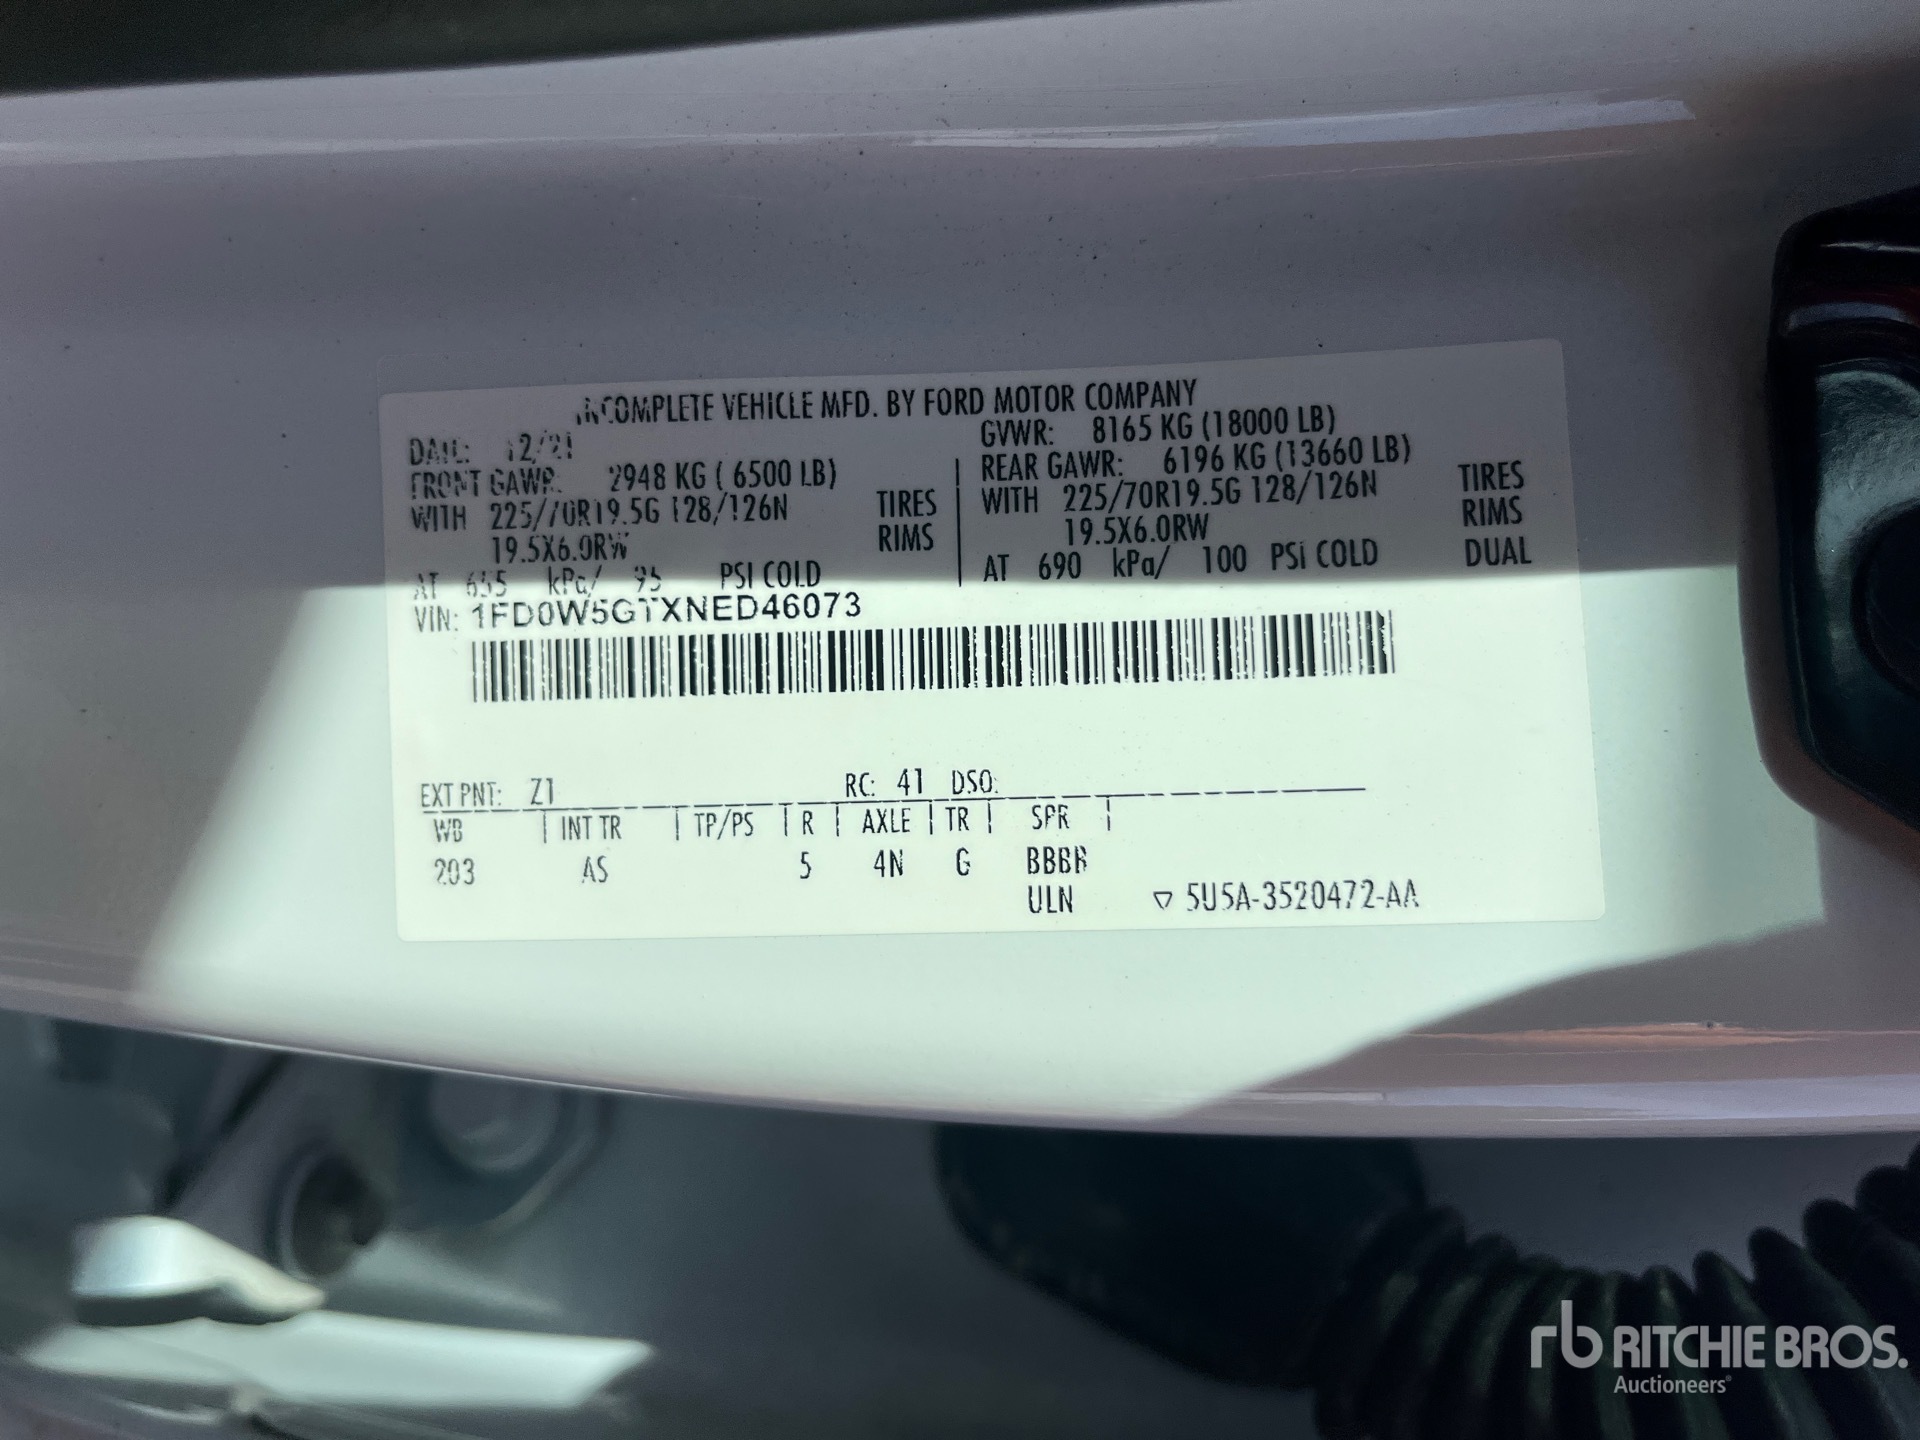 INCOMPLETE VEHICLE MFD. BY FORD MOTOR COMPANY
DATE: 12/21
GVWR: 8165 KG (18000 LB)
FRONT GAWR: 2948 KG ( 6500 LB)
REAR GAWR: 6196 KG (13660 LB)
WITH 225/70R19.5G 128/126N TIRES
WITH 225/70R19.5G 128/126N TIRES
19.5X6.0RW RIMS
19.5X6.0RW RIMS
AT 655 kPa/ 95 PSI COLD
AT 690 kPa/ 100 PSI COLD DUAL
VIN: 1FD0W5GTXNED46073
EXT PNT: Z1 RC: 41 DSO:
WB INT TR TP/PS R AXLE TR SPR
203 AS 5 4N G BBBB
ULN ▽ 5U5A-3520472-AA
rb RITCHIE BROS.
Auctioneers®